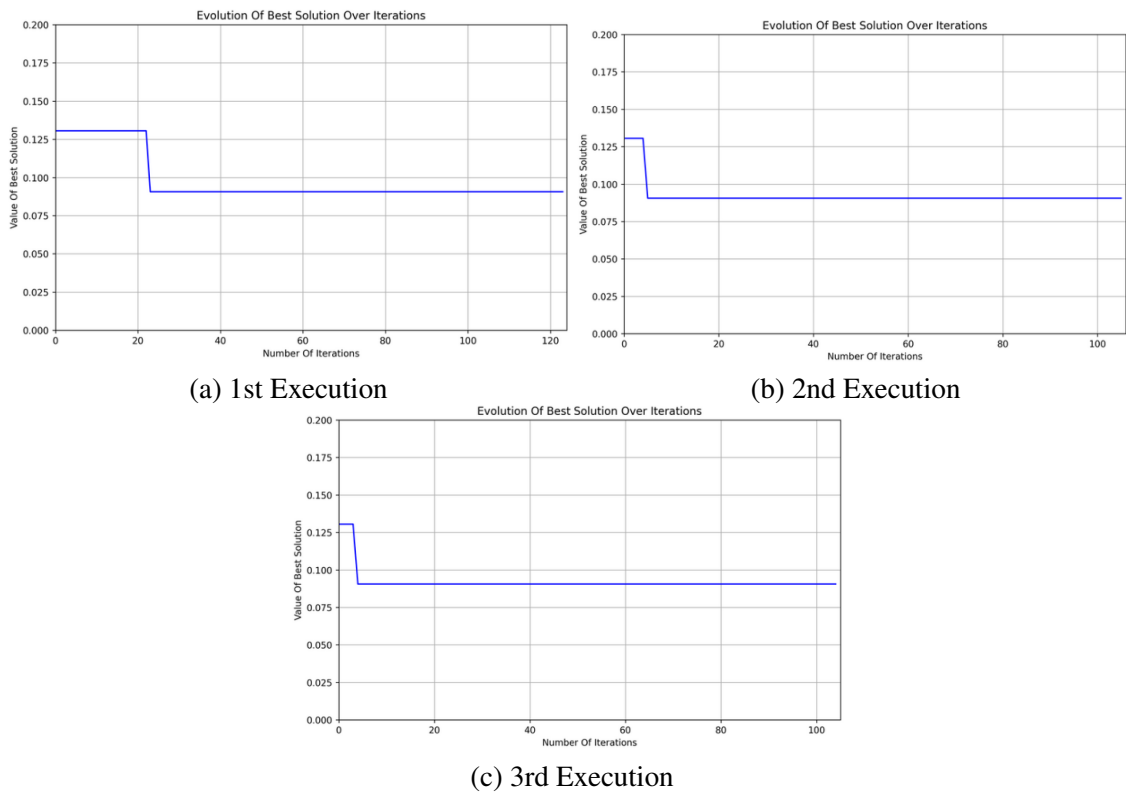 Evolution Of Best Solution Over Iterations
0.200
0.175
0.150
0.125
0.100
0.075
0.050
0.025
0.000
Value Of Best Solution
0 20 40 60 80 100 120
Number Of Iterations
(a) 1st Execution
Evolution Of Best Solution Over Iterations
0.200
0.175
0.150
0.125
0.100
0.075
0.050
0.025
0.000
Value Of Best Solution
0 20 40 60 80 100
Number Of Iterations
(b) 2nd Execution
Evolution Of Best Solution Over Iterations
0.200
0.175
0.150
0.125
0.100
0.075
0.050
0.025
0.000
Value Of Best Solution
0 20 40 60 80 100
Number Of Iterations
(c) 3rd Execution